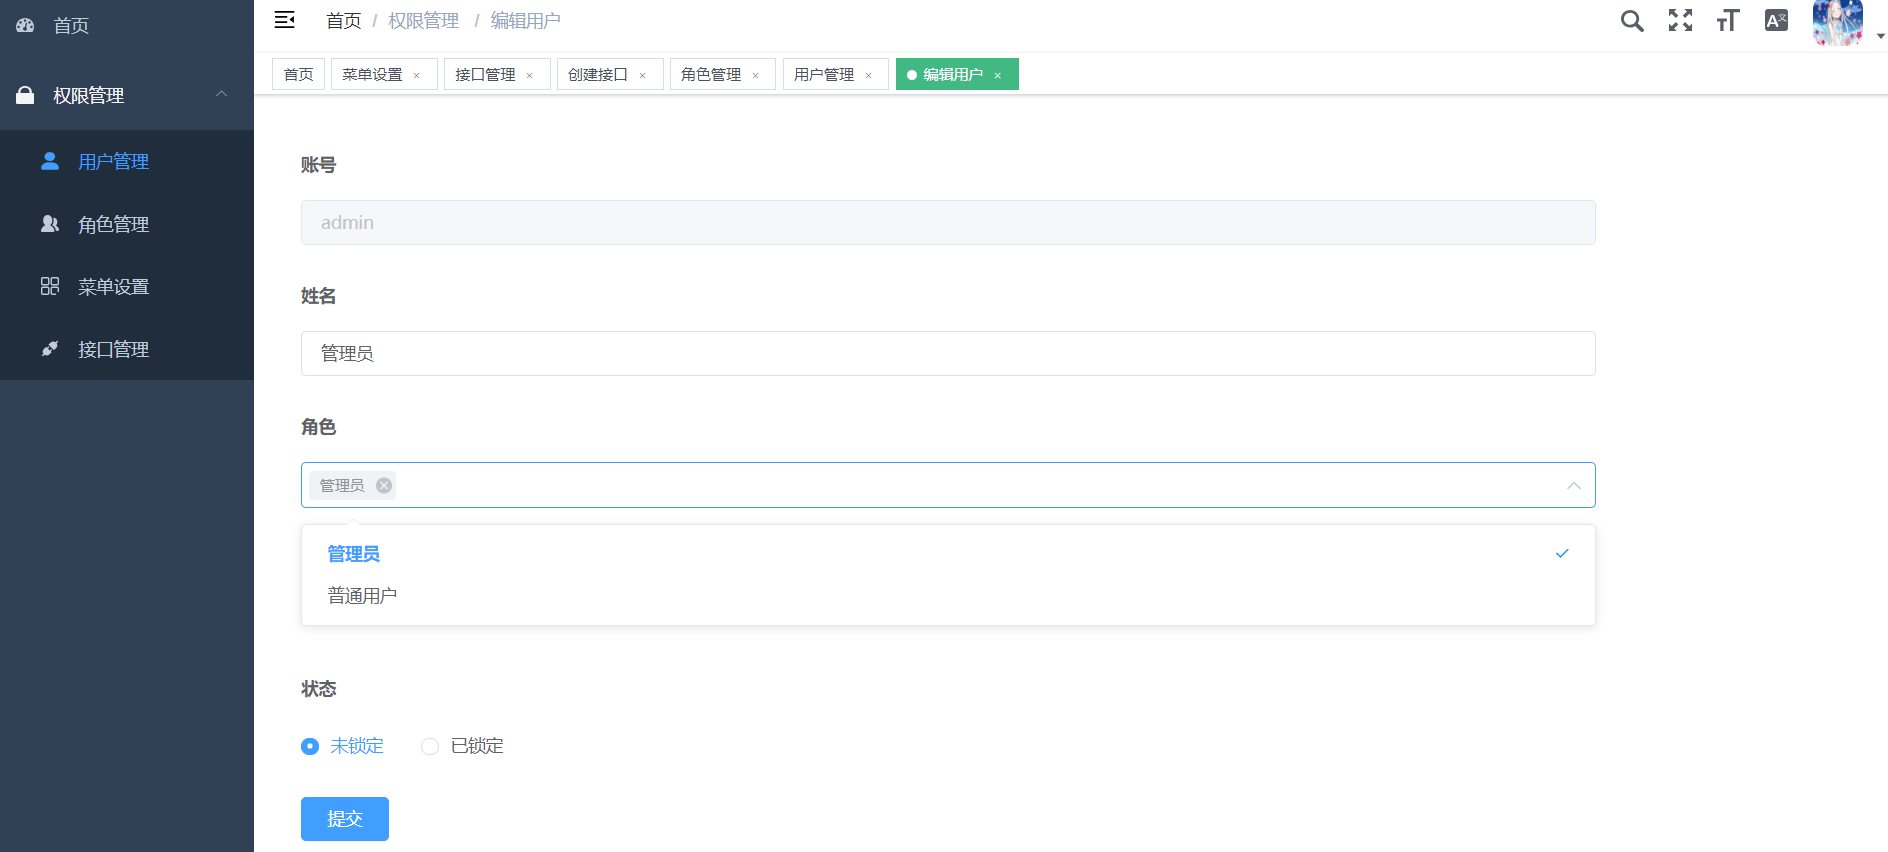 首页
权限管理
用户管理
角色管理
菜单设置
接口管理
首页 / 权限管理 / 编辑用户
首页 菜单设置 × 接口管理 × 创建接口 × 角色管理 × 用户管理 × 编辑用户 ×
账号
admin
姓名
管理员
角色
管理员
管理员
普通用户
状态
未锁定 已锁定
提交